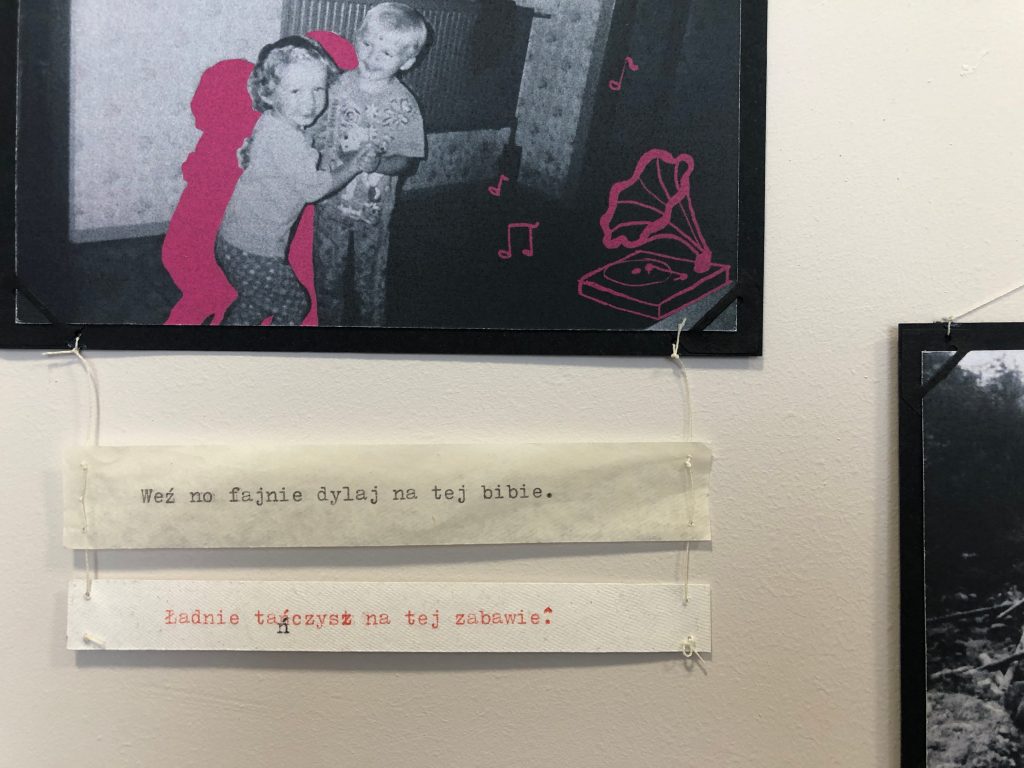 Weź no fajnie dylaj na tej bibie.
Ładnie tańczysz na tej zabawie.